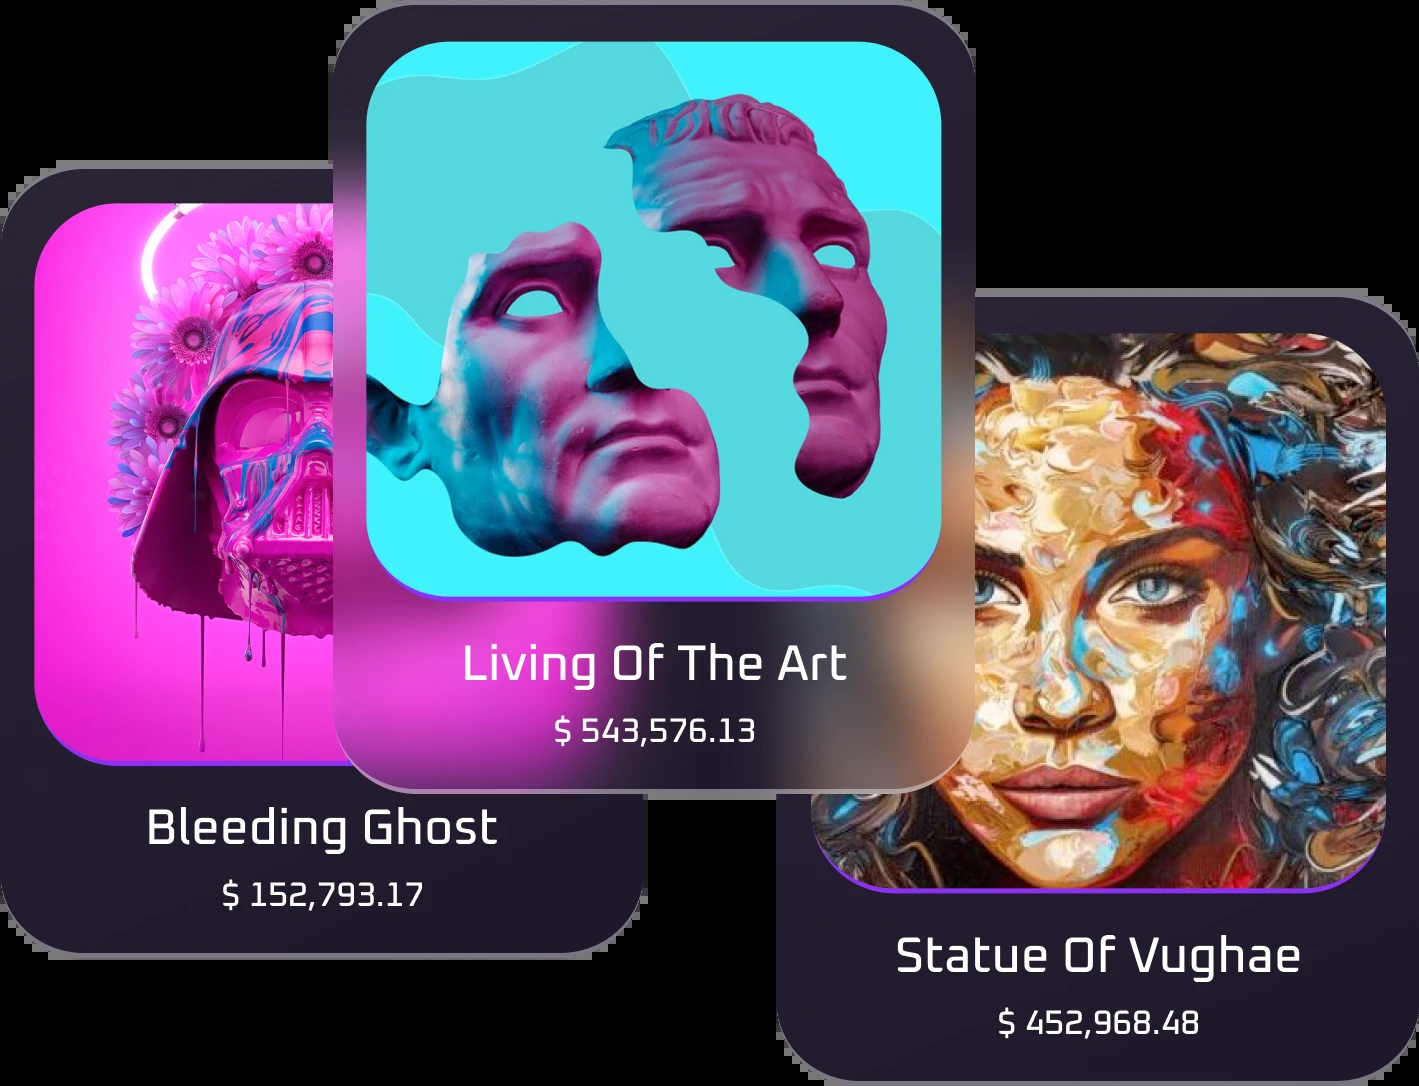 Living Of The Art
$ 543,576.13
Bleeding Ghost
$ 152,793.17
Statue Of Vughae
$ 452,968.48